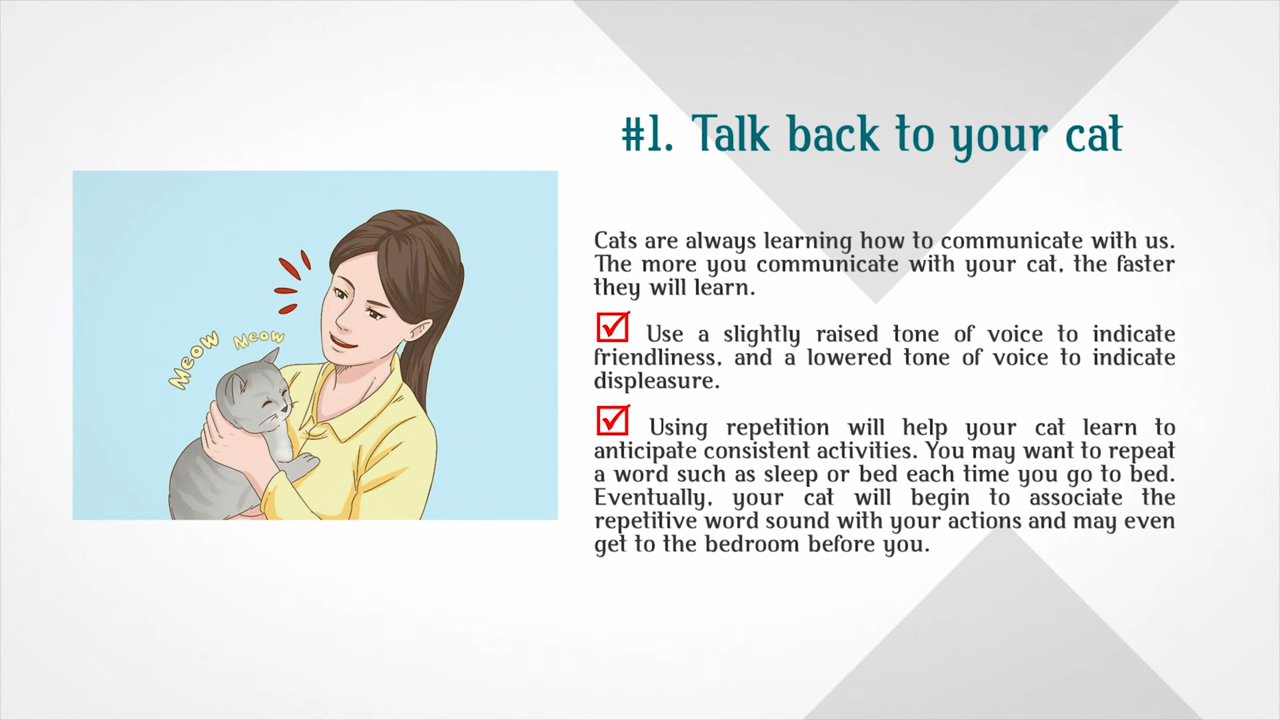 #1. Talk back to your cat
Meow Meow
Cats are always learning how to communicate with us.
The more you communicate with your cat, the faster
they will learn.
Use a slightly raised tone of voice to indicate
friendliness, and a lowered tone of voice to indicate
displeasure.
Using repetition will help your cat learn to
anticipate consistent activities. You may want to repeat
a word such as sleep or bed each time you go to bed.
Eventually, your cat will begin to associate the
repetitive word sound with your actions and may even
get to the bedroom before you.